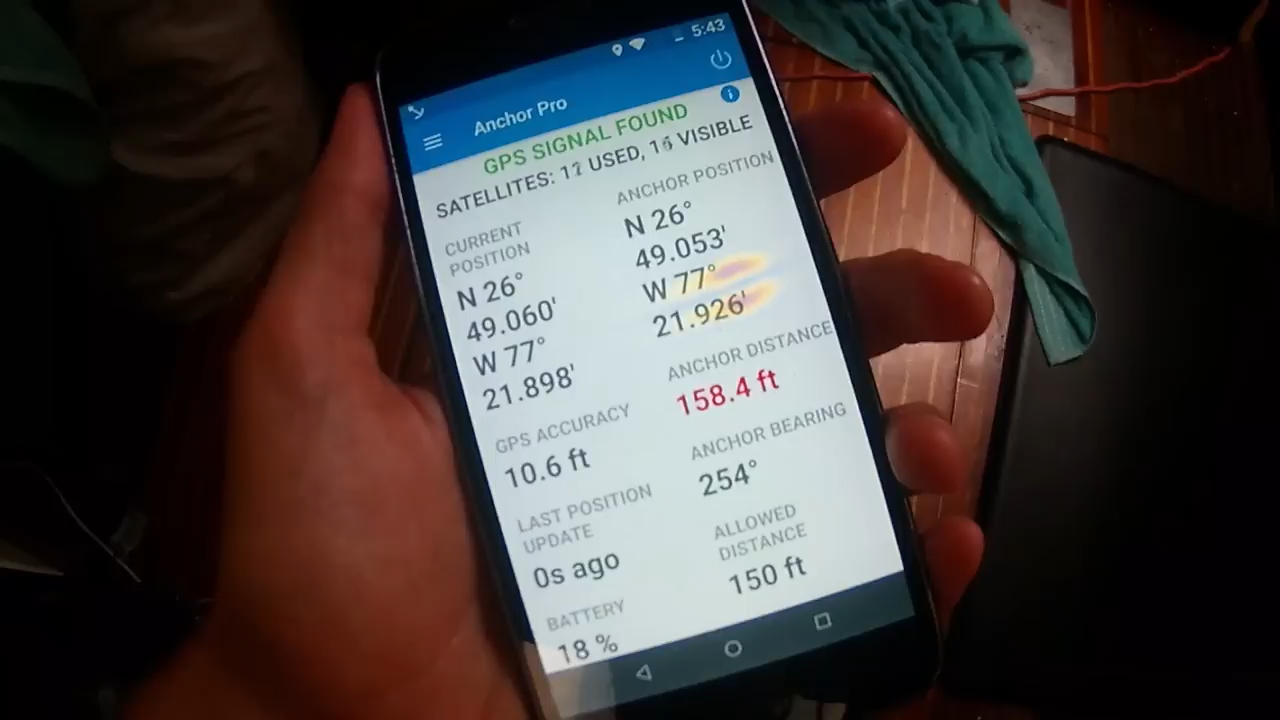 5:43
Anchor Pro
GPS SIGNAL FOUND
SATELLITES: USED, VISIBLE
CURRENT
POSITION
N 26°
49.060'
W 77°
21.898'
GPS ACCURACY
10.6 ft
LAST POSITION
UPDATE
0s ago
BATTERY
18 %
ANCHOR POSITION
N 26°
49.053'
W 77°
21.926'
ANCHOR DISTANCE
158.4 ft
ANCHOR BEARING
254°
ALLOWED
DISTANCE
150 ft